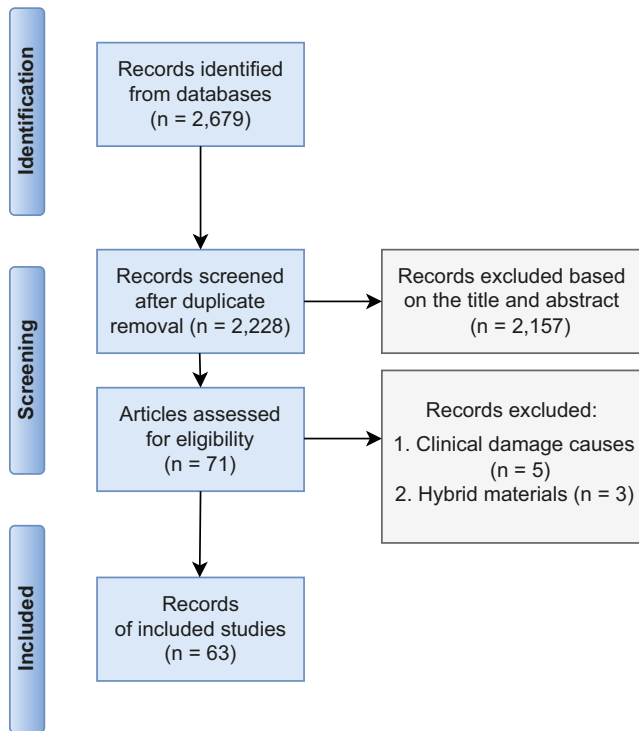 Identification
Records identified
from databases
(n = 2,679)
Screening
Records screened
after duplicate
removal (n = 2,228)
Records excluded based
on the title and abstract
(n = 2,157)
Articles assessed
for eligibility
(n = 71)
Records excluded:
1. Clinical damage causes
(n = 5)
2. Hybrid materials (n = 3)
Included
Records
of included studies
(n = 63)